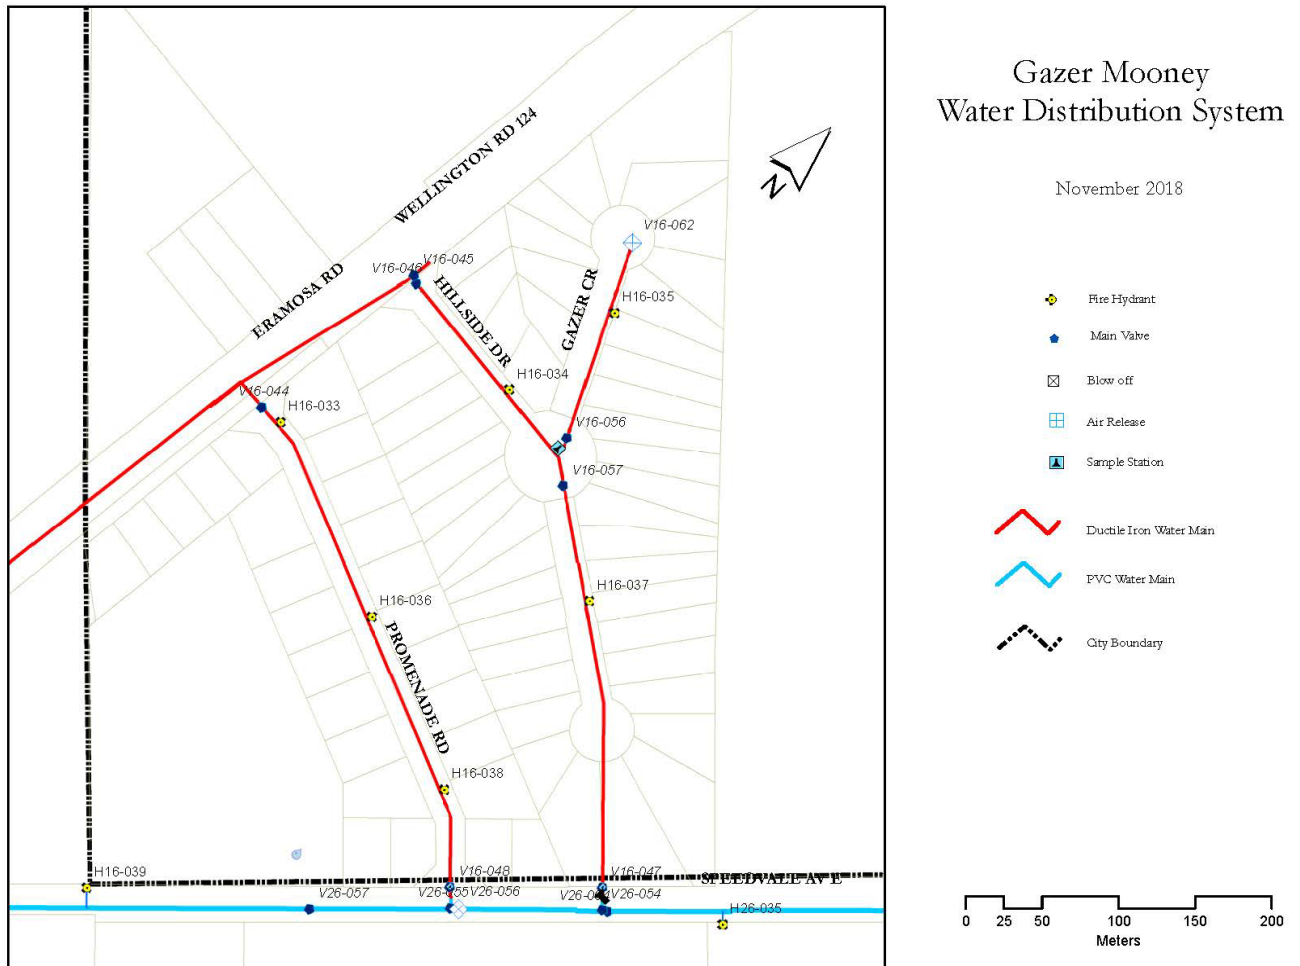 Gazer Mooney
Water Distribution System
November 2018
N
WELLINGTON RD 124
ERAMOSA RD
V16-062
V16-045
V16-046
HILLSIDE DR
GAZER CR
H16-035
H16-034
V16-044
H16-033
V16-056
V16-057
H16-037
H16-036
PROMENADE RD
H16-038
H16-039
V16-048
V16-047
SPEEDVALE AV E
V26-057
V26-055
V26-056
V26-054
H26-035
Fire Hydrant
Main Valve
Blow off
Air Release
Sample Station
Ductile Iron Water Main
PVC Water Main
City Boundary
0 25 50 100 150 200
Meters